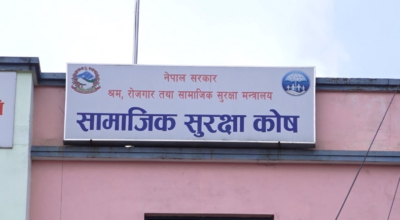 नेपाल सरकार
श्रम, रोजगार तथा सामाजिक सुरक्षा मन्त्रालय
सामाजिक सुरक्षा कोष